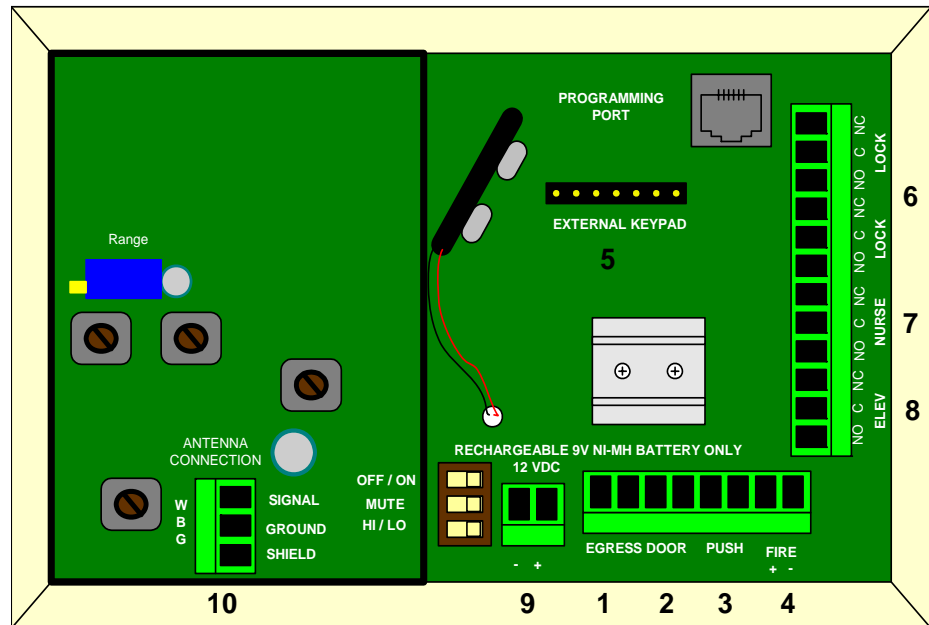 PROGRAMMING
PORT
NC
C
NO
LOCK
NC
C
NO
LOCK
6
EXTERNAL KEYPAD
5
Range
NC
C
NO
NURSE
7
NC
C
NO
ELEV
8
RECHARGEABLE 9V NI-MH BATTERY ONLY
12 VDC
ANTENNA
CONNECTION
OFF / ON
MUTE
HI / LO
W
B
G
SIGNAL
GROUND
SHIELD
EGRESS DOOR PUSH FIRE
- + + -
10 9 1 2 3 4